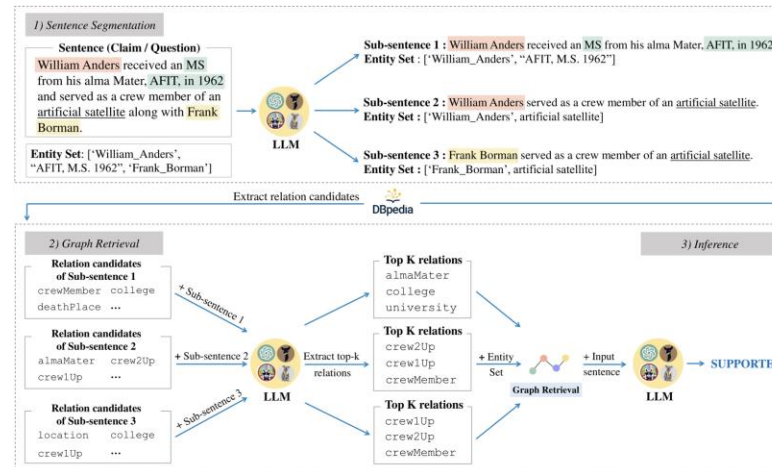 1) Sentence Segmentation
Sentence (Claim / Question)
William Anders received an MS
from his alma Mater, AFIT, in 1962
and served as a crew member of an
artificial satellite along with Frank
Borman.
Entity Set: ['William_Anders',
“AFIT, M.S. 1962”, ‘Frank_Borman’]
LLM
Sub-sentence 1 : William Anders received an MS from his alma Mater, AFIT, in 1962
Entity Set : ['William_Anders', “AFIT, M.S. 1962”]
Sub-sentence 2 : William Anders served as a crew member of an artificial satellite.
Entity Set : ['William_Anders', artificial satellite]
Sub-sentence 3 : Frank Borman served as a crew member of an artificial satellite.
Entity Set : ['Frank_Borman', artificial satellite]
Extract relation candidates
DBpedia
2) Graph Retrieval
3) Inference
Relation candidates
of Sub-sentence 1
crewMember college
deathPlace ...
Relation candidates
of Sub-sentence 2
almaMater crew2Up
crew1Up ...
Relation candidates
of Sub-sentence 3
location college
crew1Up ...
+ Sub-sentence 1
+ Sub-sentence 2
+ Sub-sentence 3
LLM
Extract top-k
relations
Top K relations
almaMater
college
university
Top K relations
crew2Up
crew1Up
crewMember
Top K relations
crew1Up
crew2Up
crewMember
+ Entity
Set
Graph Retrieval
+ Input
sentence
LLM
SUPPORTE